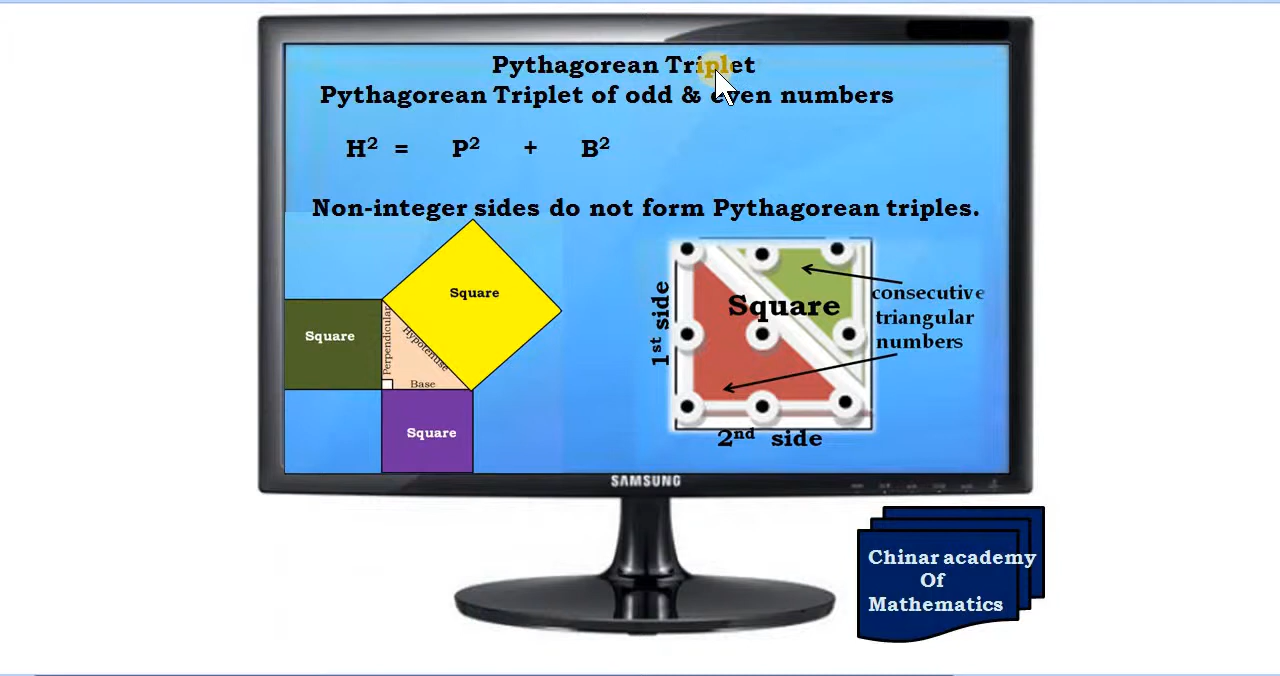 Pythagorean Triplet
Pythagorean Triplet of odd & even numbers
H² = P² + B²
Non-integer sides do not form Pythagorean triples.
Square
Square
Perpendicular
Hypotenuse
Base
Square
1st side
Square
consecutive
triangular
numbers
2nd side
SAMSUNG
Chinar academy
Of
Mathematics